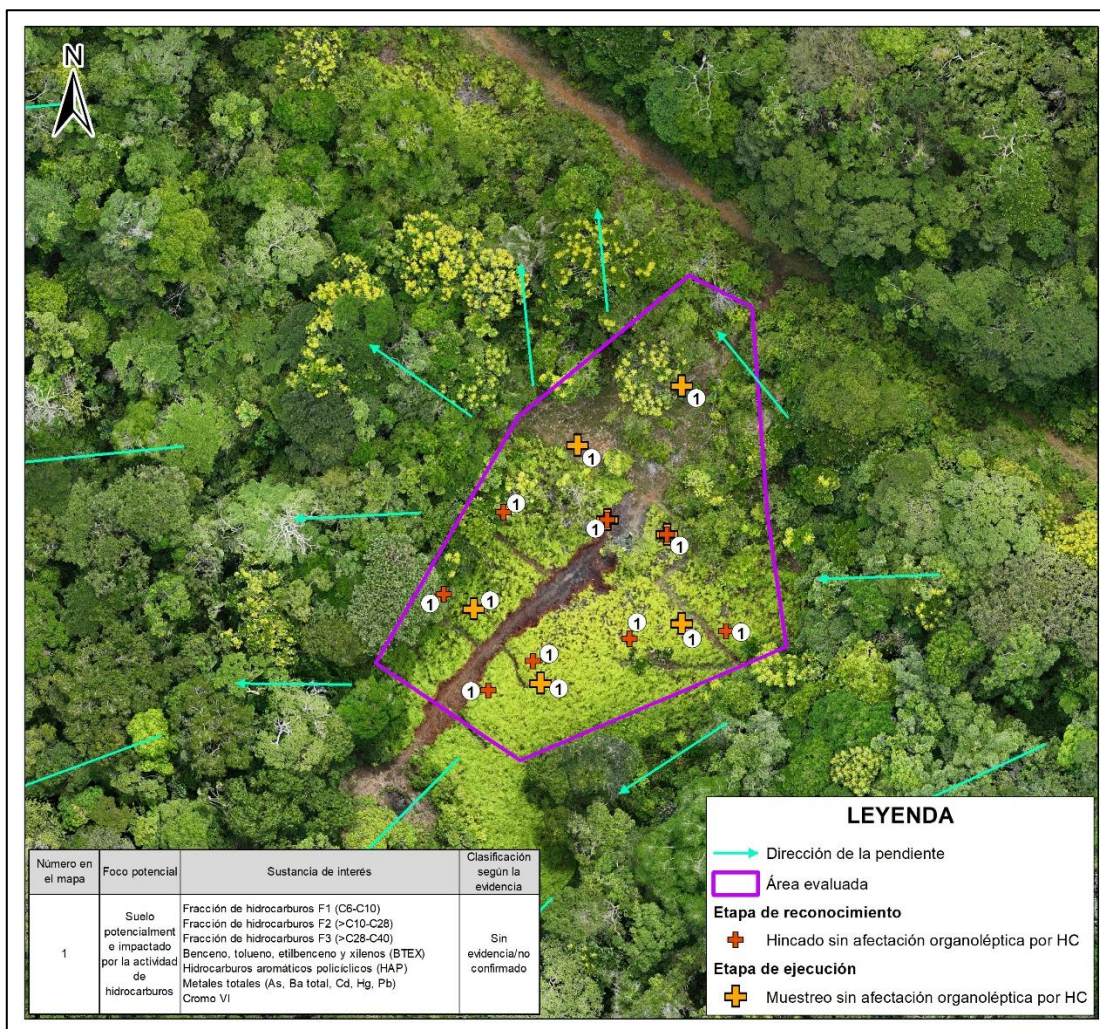 N
1
1
1
1
1
1
1
1
1
1
1
1
1
LEYENDA
Dirección de la pendiente
Área evaluada
Etapa de reconocimiento
Hincado sin afectación organoléptica por HC
Etapa de ejecución
Muestreo sin afectación organoléptica por HC
Número en
el mapa
Foco potencial
Sustancia de interés
Clasificación
según la
evidencia
1
Suelo
potencialment
e impactado
por la actividad
de
hidrocarburos
Fracción de hidrocarburos F1 (C6-C10)
Fracción de hidrocarburos F2 (>C10-C28)
Fracción de hidrocarburos F3 (>C28-C40)
Benceno, tolueno, etilbenceno y xilenos (BTEX)
Hidrocarburos aromáticos policíclicos (HAP)
Metales totales (As, Ba total, Cd, Hg, Pb)
Cromo VI
Sin
evidencia/no
confirmado